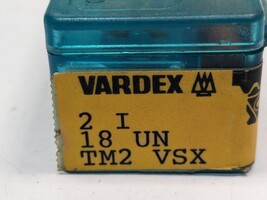 VARDEX
2 I
18 UN
TM2 VSX